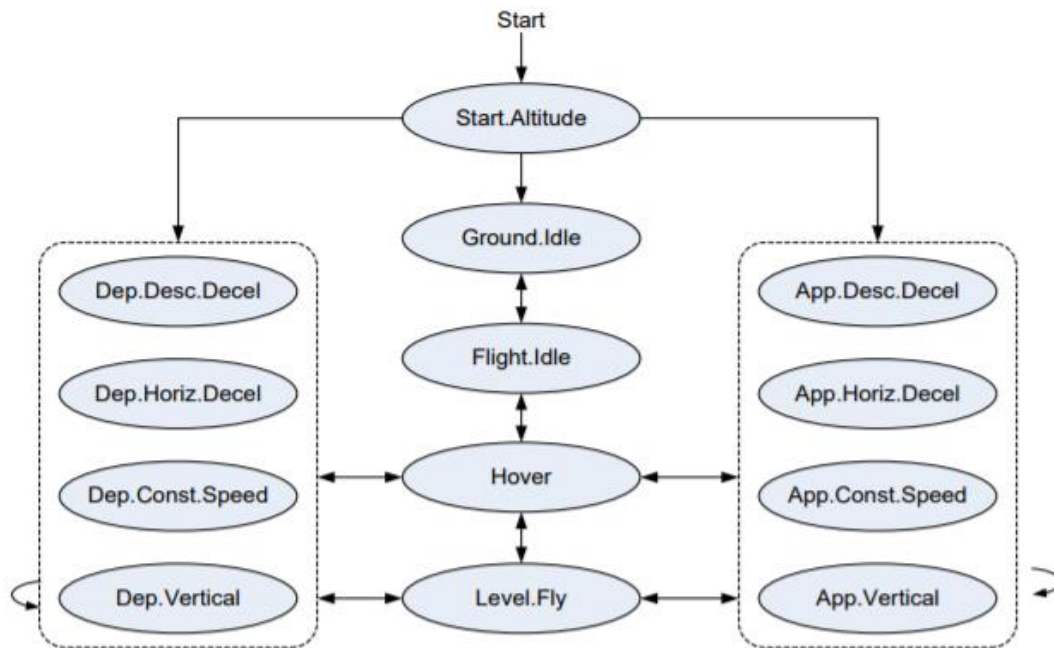 Start
Start.Altitude
Ground.Idle
Dep.Desc.Decel
App.Desc.Decel
Flight.Idle
Dep.Horiz.Decel
App.Horiz.Decel
Hover
Dep.Const.Speed
App.Const.Speed
Dep.Vertical
Level.Fly
App.Vertical